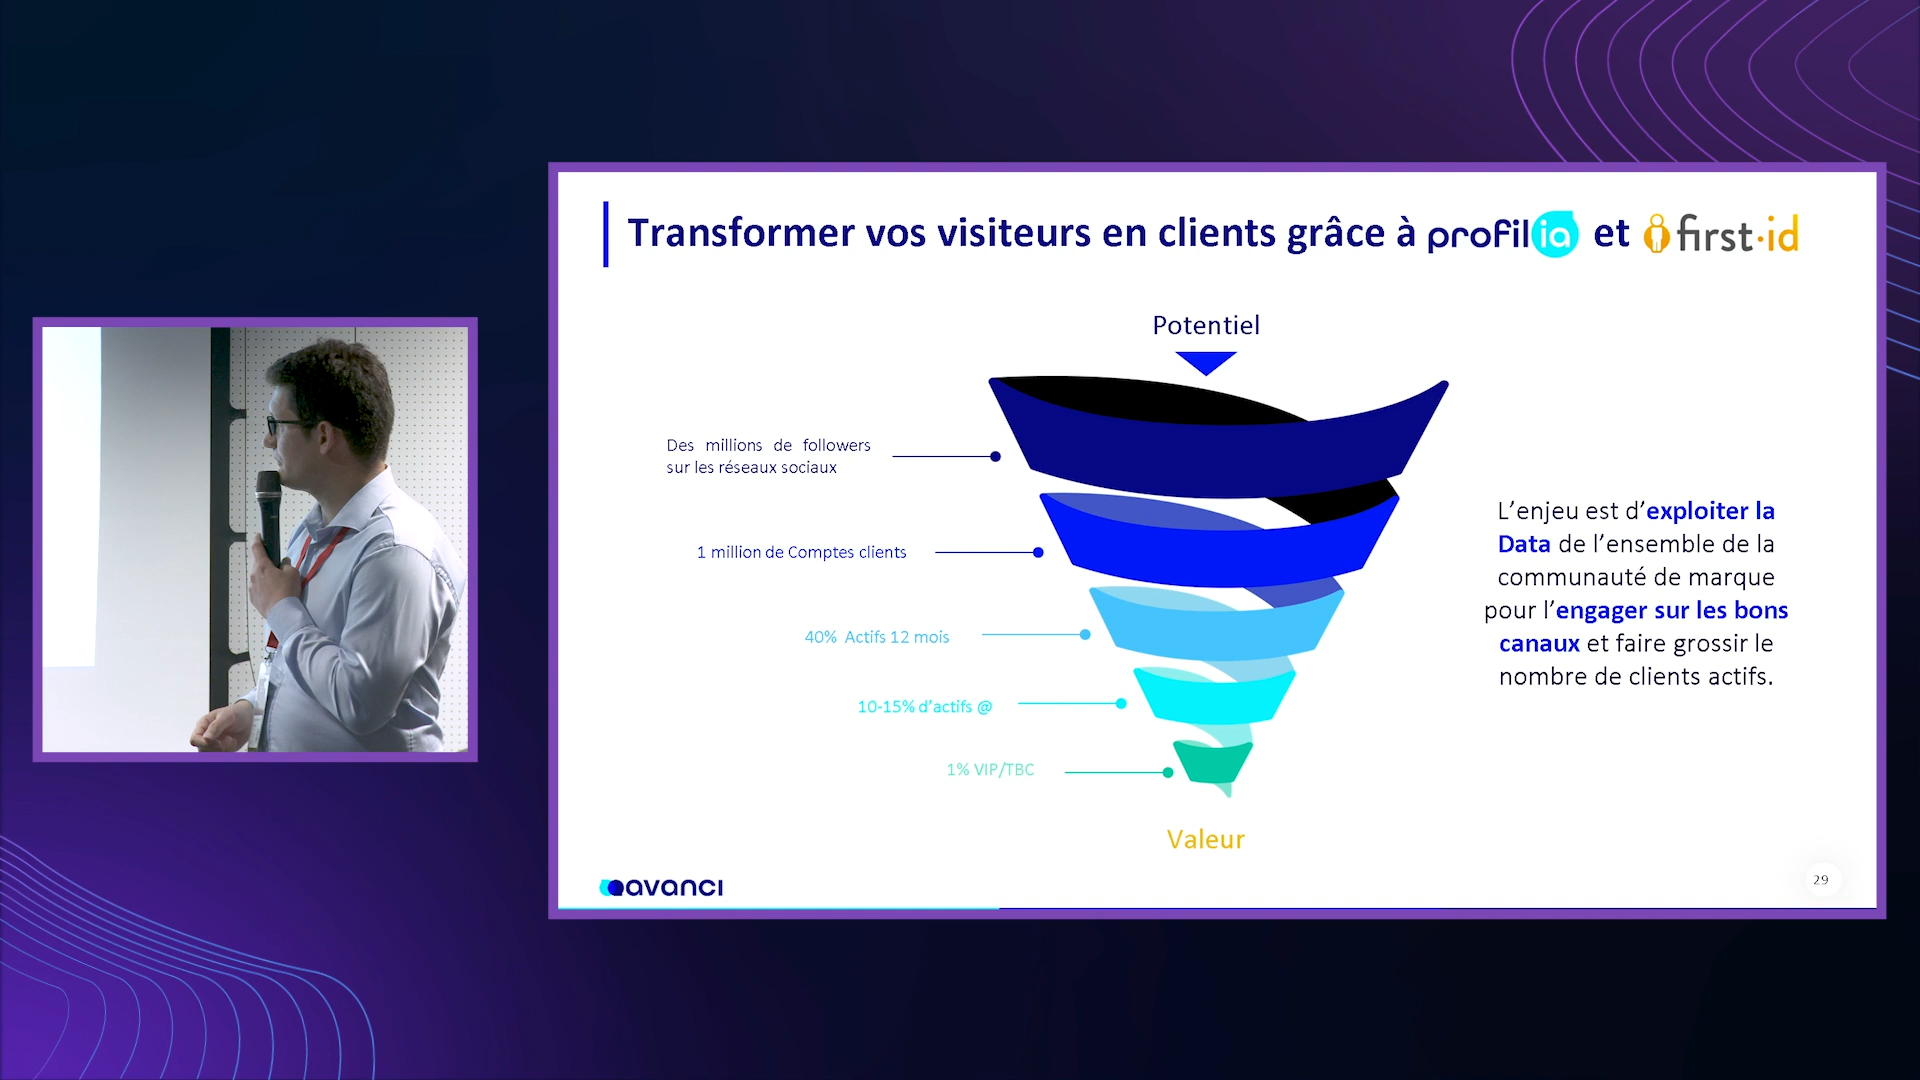 Transformer vos visiteurs en clients grâce à profilia et first·id
Potentiel
Des millions de followers
sur les réseaux sociaux
1 million de Comptes clients
40% Actifs 12 mois
10-15% d’actifs @
1% VIP/TBC
Valeur
L’enjeu est d’exploiter la
Data de l’ensemble de la
communauté de marque
pour l’engager sur les bons
canaux et faire grossir le
nombre de clients actifs.
avanci
29